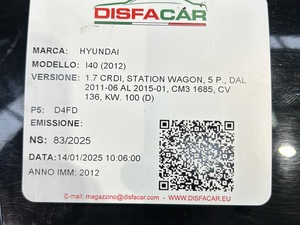 DISFACAR
MARCA: HYUNDAI
MODELLO: I40 (2012)
VERSIONE: 1.7 CRDI, STATION WAGON, 5 P., DAL
2011-06 AL 2015-01, CM3 1685, CV
136, KW. 100 (D)
P5: D4FD
EMISSIONE:
NS: 83/2025
DATA: 14/01/2025 10:06:00
ANNO IMM: 2012
E-mail: magazzino@disfacar.com WWW.DISFACAR.EU